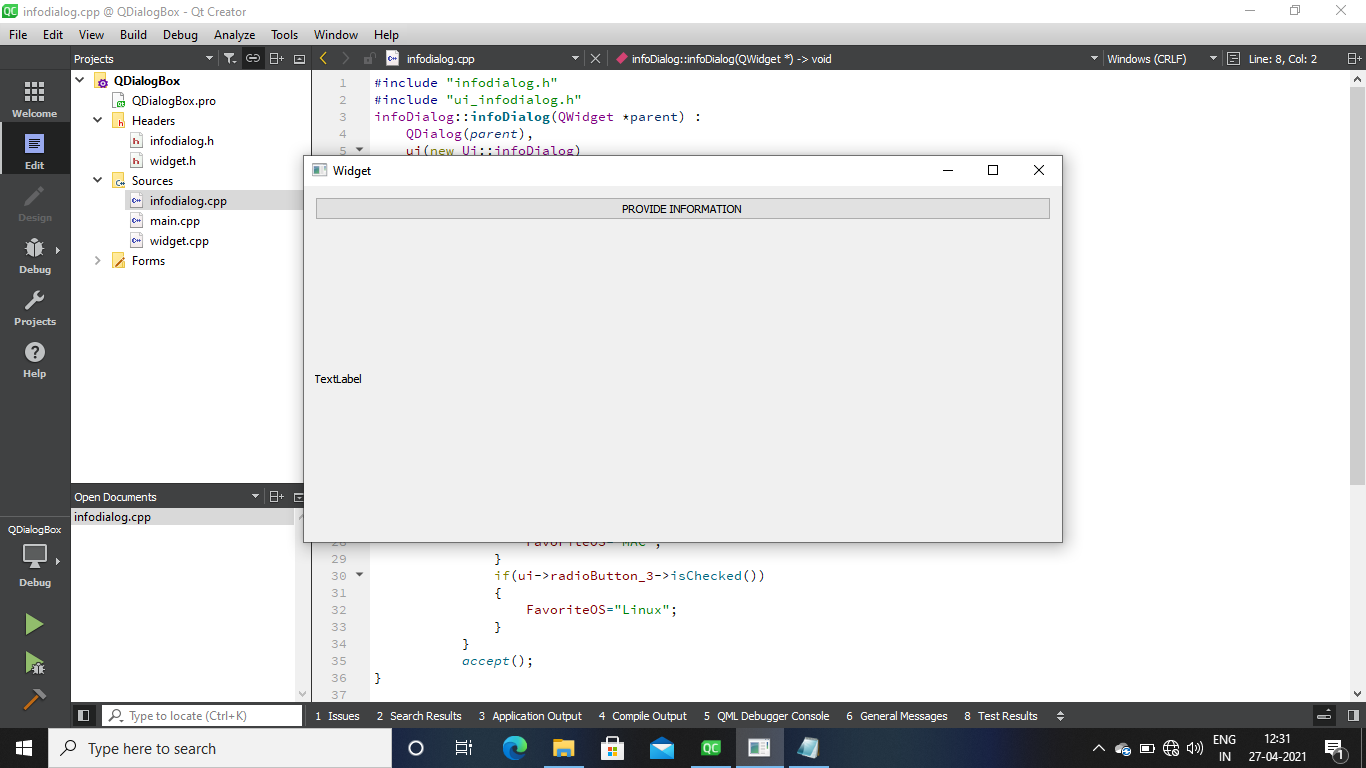 infodialog.cpp @ QDialogBox - Qt Creator
File Edit View Build Debug Analyze Tools Window Help
Projects
infodialog.cpp
infoDialog::infoDialog(QWidget *) -> void
Windows (CRLF)
Line: 8, Col: 2
Welcome
Edit
Design
Debug
Projects
Help
QDialogBox
Debug
QDialogBox
QDialogBox.pro
Headers
infodialog.h
widget.h
Sources
infodialog.cpp
main.cpp
widget.cpp
Forms
Open Documents
infodialog.cpp
1 #include "infodialog.h"
2 #include "ui_infodialog.h"
3 infoDialog::infoDialog(QWidget *parent) :
4 QDialog(parent),
5 ui(new Ui::infoDialog)
Widget
PROVIDE INFORMATION
TextLabel
28 FavoriteOS="MAC";
29 }
30 if(ui->radioButton_3->isChecked())
31 {
32 FavoriteOS="Linux";
33 }
34 }
35 accept();
36 }
37
Type to locate (Ctrl+K)
1 Issues 2 Search Results 3 Application Output 4 Compile Output 5 QML Debugger Console 6 General Messages 8 Test Results
Type here to search
ENG
IN
12:31
27-04-2021
1